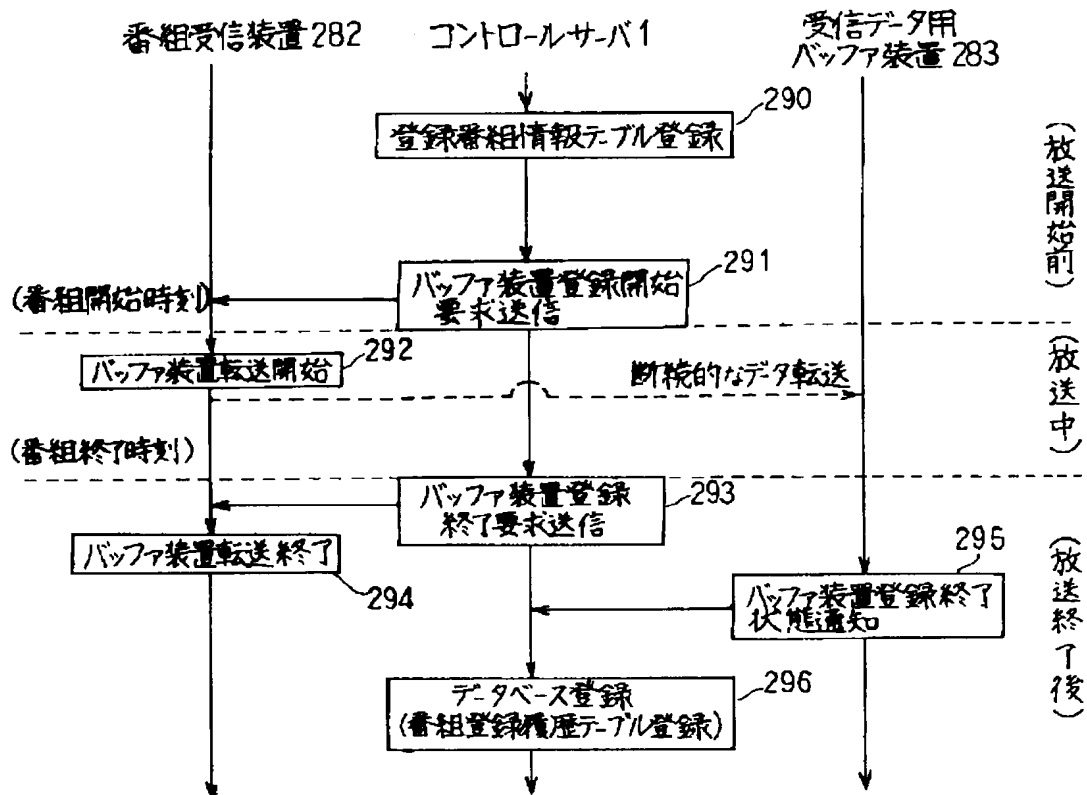 番組受信装置282
コントロールサーバ1
受信データ用
バッファ装置283
290
登録番組情報テーブル登録
(放送開始前)
291
バッファ装置登録開始
要求送信
(番組開始時刻)
292
バッファ装置転送開始
断続的なデータ転送
(放送中)
(番組終了時刻)
293
バッファ装置登録
終了要求送信
バッファ装置転送終了
294
295
バッファ装置登録終了
状態通知
(放送終了後)
296
データベース登録
(番組登録履歴テーブル登録)